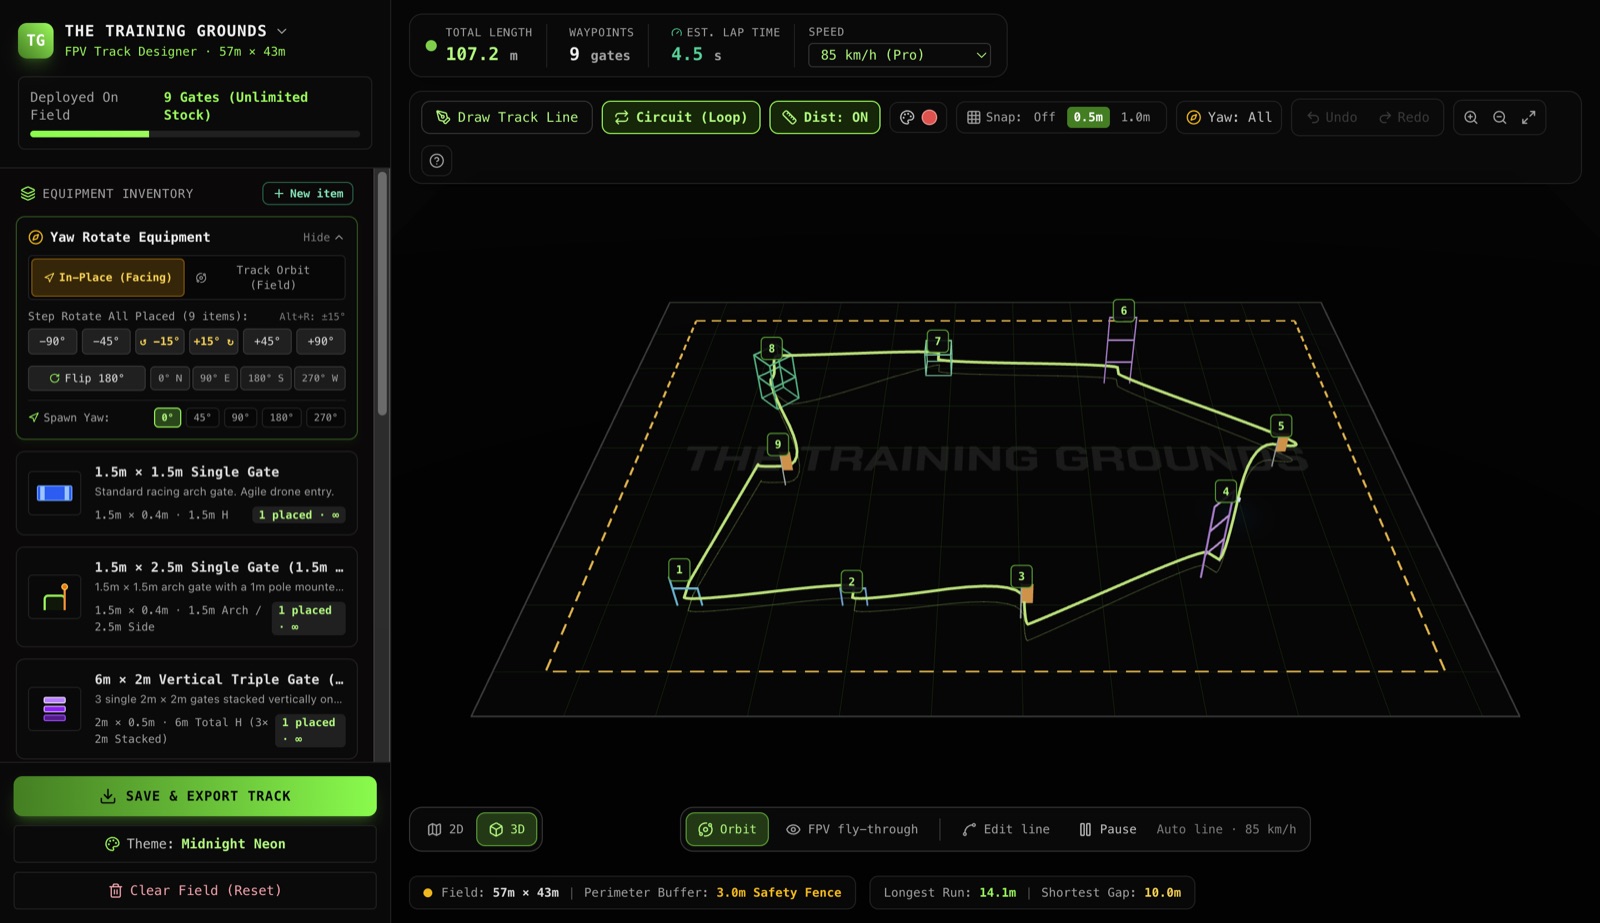 TG
THE TRAINING GROUNDS
FPV Track Designer · 57m × 43m
Deployed On Field
9 Gates (Unlimited Stock)
EQUIPMENT INVENTORY
+ New item
Yaw Rotate Equipment
Hide
In-Place (Facing)
Track Orbit (Field)
Step Rotate All Placed (9 items):
Alt+R: ±15°
−90°
−45°
↺ −15°
+15° ↻
+45°
+90°
Flip 180°
0° N
90° E
180° S
270° W
Spawn Yaw:
0°
45°
90°
180°
270°
1.5m × 1.5m Single Gate
Standard racing arch gate. Agile drone entry.
1.5m × 0.4m · 1.5m H
1 placed · ∞
1.5m × 2.5m Single Gate (1.5m …
1.5m × 1.5m arch gate with a 1m pole mounte…
1.5m × 0.4m · 1.5m Arch / 2.5m Side
1 placed · ∞
6m × 2m Vertical Triple Gate (…
3 single 2m × 2m gates stacked vertically on…
2m × 0.5m · 6m Total H (3× 2m Stacked)
1 placed · ∞
SAVE & EXPORT TRACK
Theme: Midnight Neon
Clear Field (Reset)
TOTAL LENGTH
107.2 m
WAYPOINTS
9 gates
EST. LAP TIME
4.5 s
SPEED
85 km/h (Pro)
Draw Track Line
Circuit (Loop)
Dist: ON
Snap: Off 0.5m 1.0m
Yaw: All
Undo
Redo
?
6
7
8
5
9
THE TRAINING GROUNDS
4
3
1
2
2D
3D
Orbit
FPV fly-through
Edit line
Pause
Auto line · 85 km/h
Field: 57m × 43m | Perimeter Buffer: 3.0m Safety Fence
Longest Run: 14.1m | Shortest Gap: 10.0m